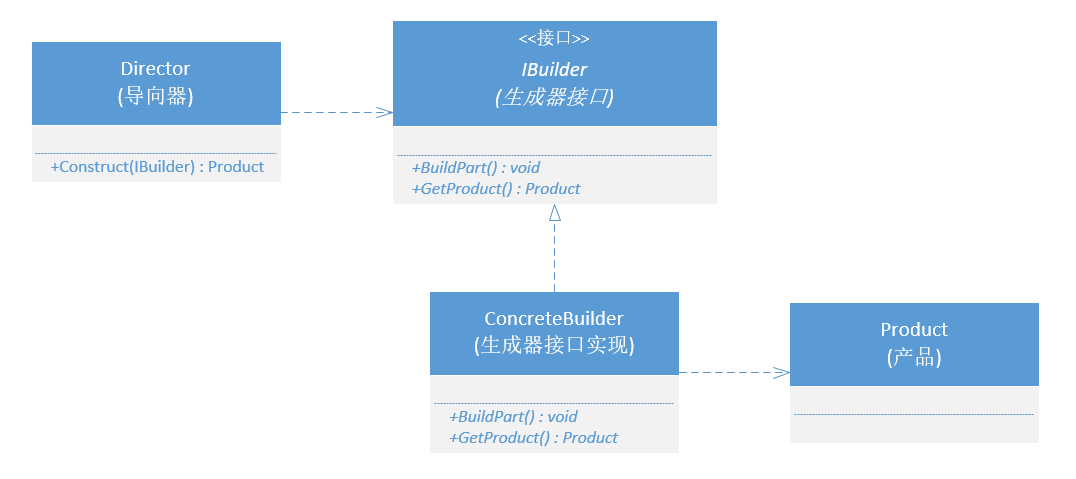 Director
(导向器)
+Construct(IBuilder) : Product
<<接口>>
IBuilder
(生成器接口)
+BuildPart() : void
+GetProduct() : Product
ConcreteBuilder
(生成器接口实现)
+BuildPart() : void
+GetProduct() : Product
Product
(产品)